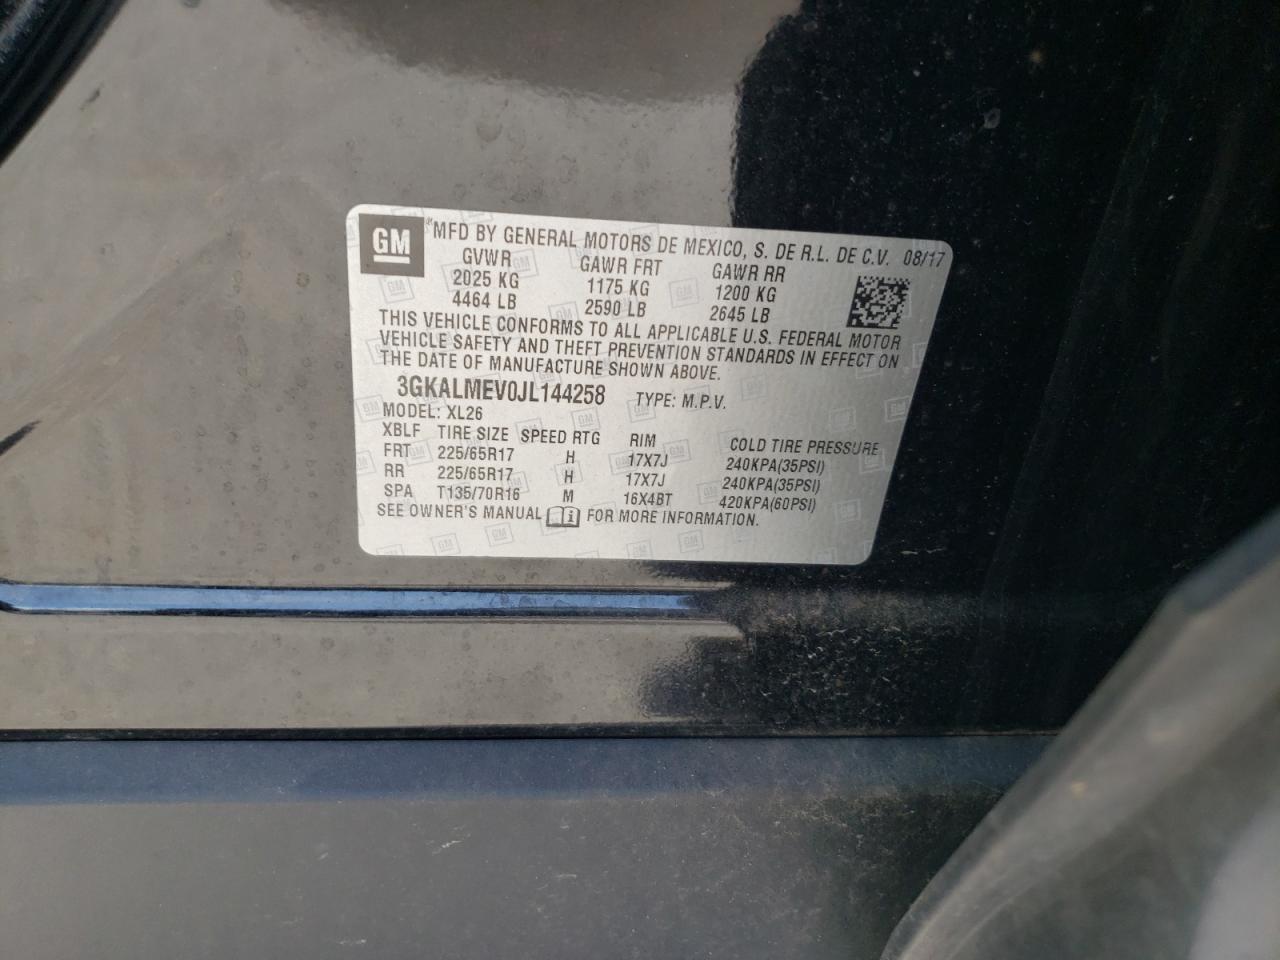 GM
MFD BY GENERAL MOTORS DE MEXICO, S. DE R.L. DE C.V. 08/17
GVWR GAWR FRT GAWR RR
2025 KG 1175 KG 1200 KG
4464 LB 2590 LB 2645 LB
THIS VEHICLE CONFORMS TO ALL APPLICABLE U.S. FEDERAL MOTOR
VEHICLE SAFETY AND THEFT PREVENTION STANDARDS IN EFFECT ON
THE DATE OF MANUFACTURE SHOWN ABOVE.
3GKALMEV0JL144258 TYPE: M.P.V.
MODEL: XL26
XBLF TIRE SIZE SPEED RTG RIM COLD TIRE PRESSURE
FRT 225/65R17 H 17X7J 240KPA(35PSI)
RR 225/65R17 H 17X7J 240KPA(35PSI)
SPA T135/70R16 M 16X4BT 420KPA(60PSI)
SEE OWNER'S MANUAL FOR MORE INFORMATION.